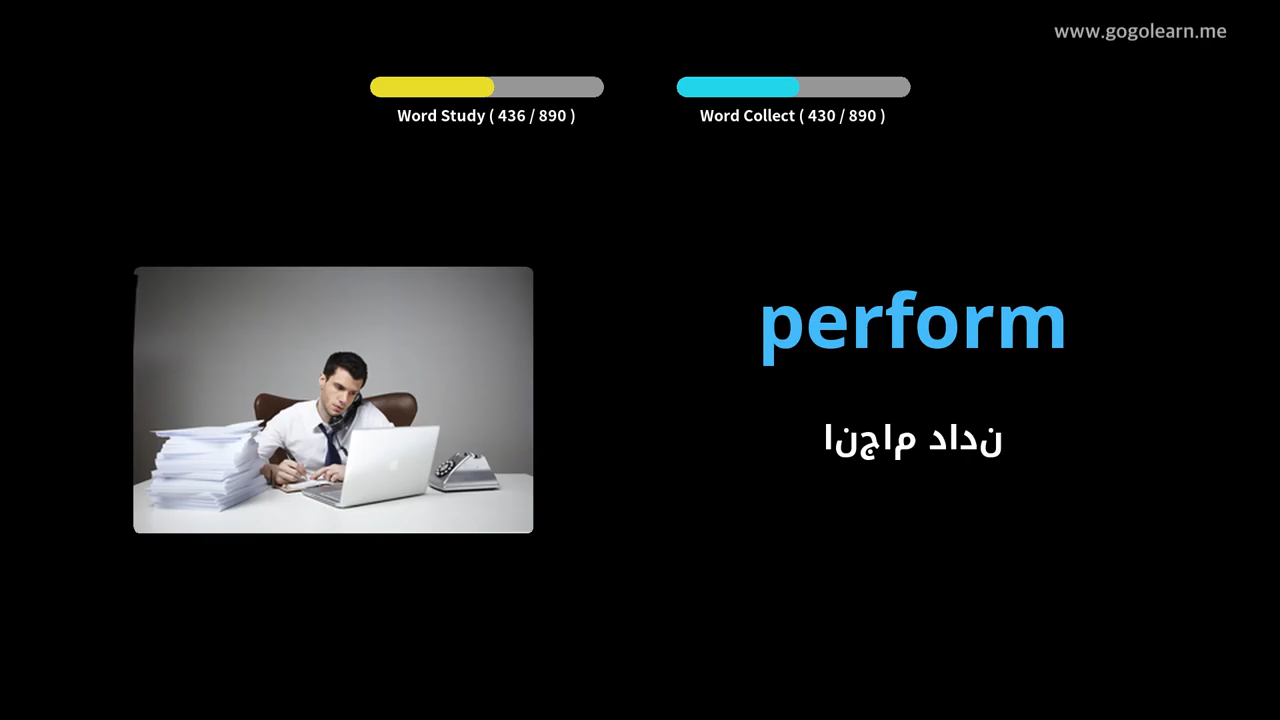 www.gogolearn.me
Word Study ( 436 / 890 )
Word Collect ( 430 / 890 )
perform
انجام دادن